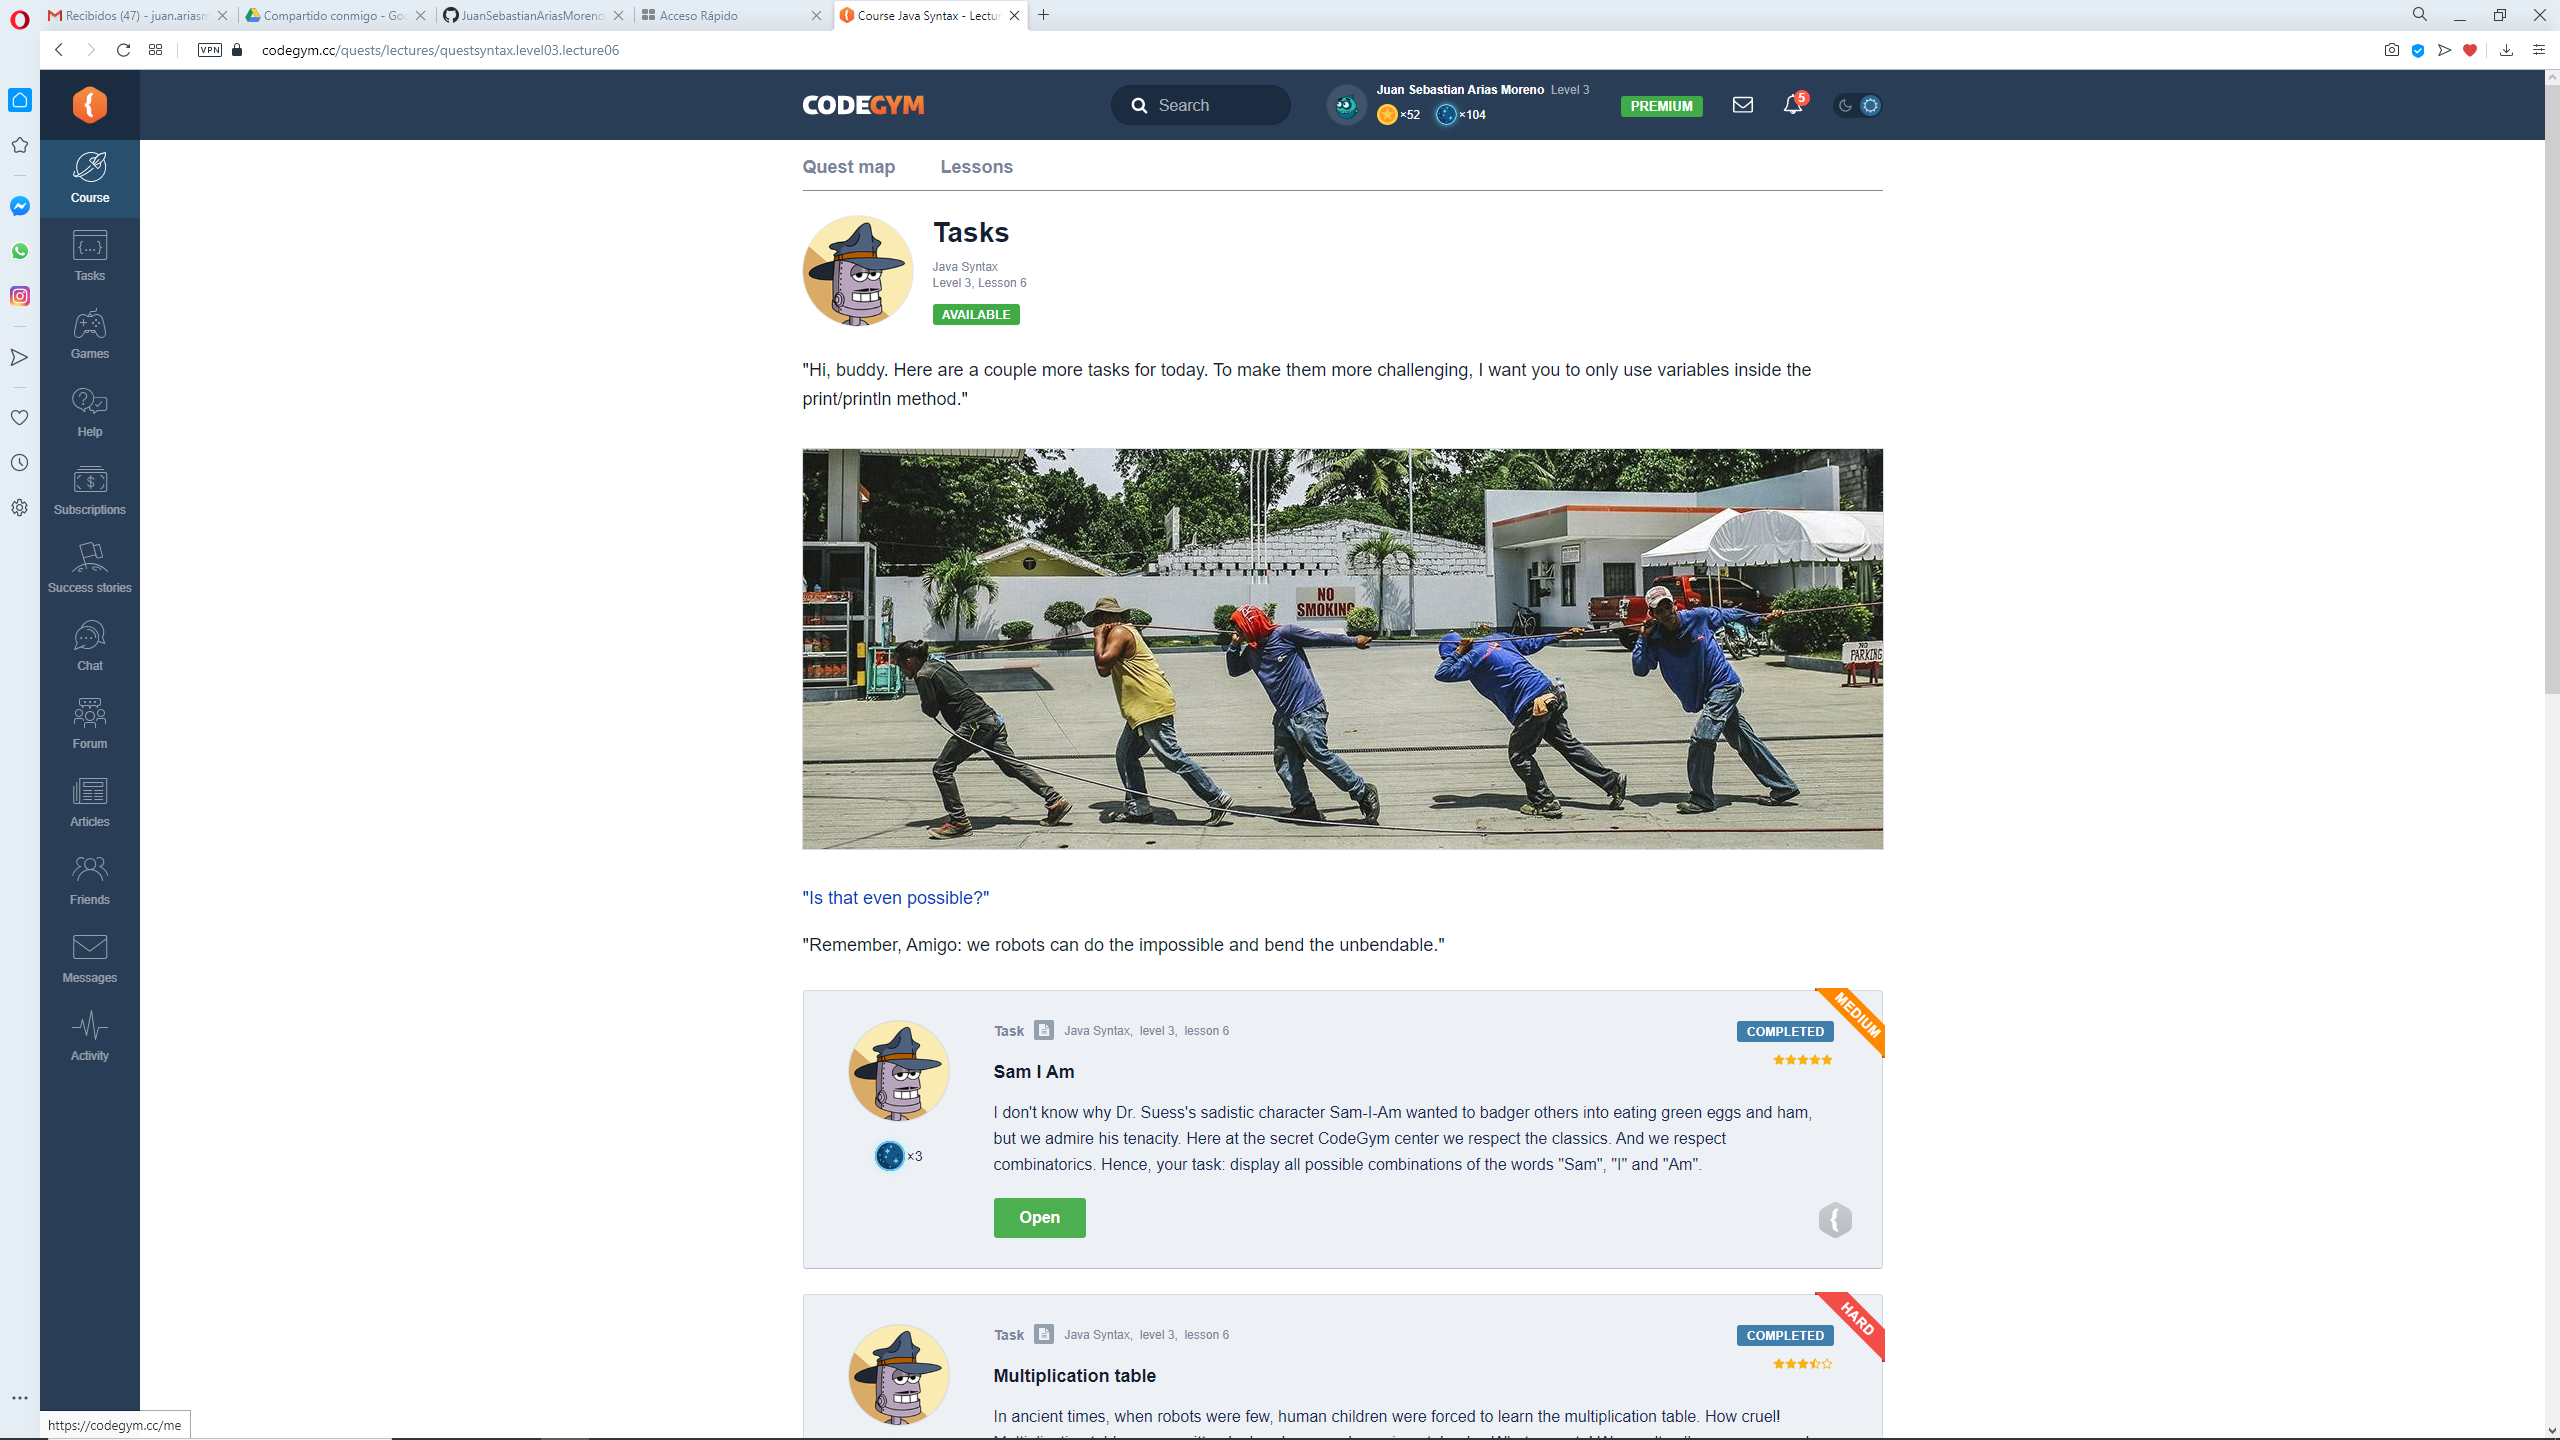 Recibidos (47) - juan.ariasm
Compartido conmigo - Goo
JuanSebastianAriasMoreno
Acceso Rápido
Course Java Syntax - Lectur
VPN
codegym.cc/quests/lectures/questsyntax.level03.lecture06
CODEGYM
Search
Juan Sebastian Arias Moreno Level 3
×52 ×104
PREMIUM
5
Course
Tasks
Games
Help
Subscriptions
Success stories
Chat
Forum
Articles
Friends
Messages
Activity
Quest map Lessons
Tasks
Java Syntax
Level 3, Lesson 6
AVAILABLE
"Hi, buddy. Here are a couple more tasks for today. To make them more challenging, I want you to only use variables inside the
print/println method."
NO
SMOKING
NO
PARKING
"Is that even possible?"
"Remember, Amigo: we robots can do the impossible and bend the unbendable."
MEDIUM
Task Java Syntax, level 3, lesson 6
COMPLETED
Sam I Am
I don't know why Dr. Suess's sadistic character Sam-I-Am wanted to badger others into eating green eggs and ham,
but we admire his tenacity. Here at the secret CodeGym center we respect the classics. And we respect
combinatorics. Hence, your task: display all possible combinations of the words "Sam", "I" and "Am".
×3
Open
HARD
Task Java Syntax, level 3, lesson 6
COMPLETED
Multiplication table
In ancient times, when robots were few, human children were forced to learn the multiplication table. How cruel!
https://codegym.cc/me